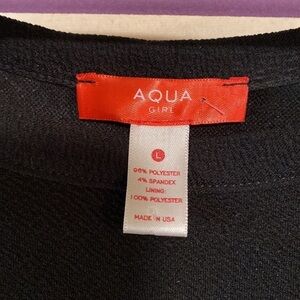 AQUA
GIRL
L
96% POLYESTER
4% SPANDEX
LINING:
100% POLYESTER
MADE IN USA